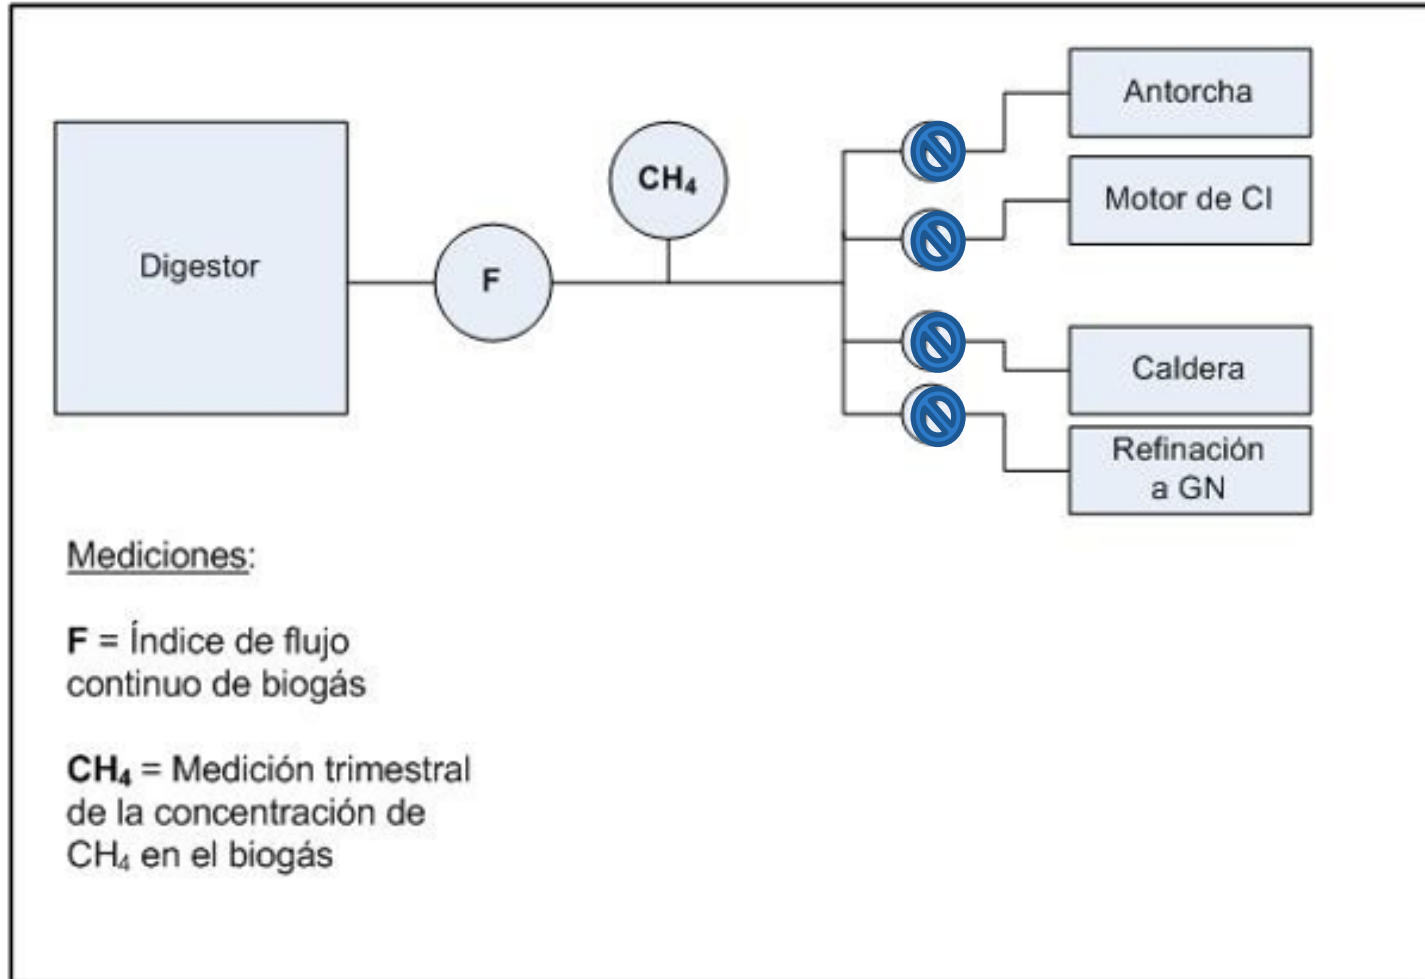 Digestor
F
CH₄
Antorcha
Motor de CI
Caldera
Refinación
a GN
Mediciones:
F = Índice de flujo
continuo de biogás
CH₄ = Medición trimestral
de la concentración de
CH₄ en el biogás